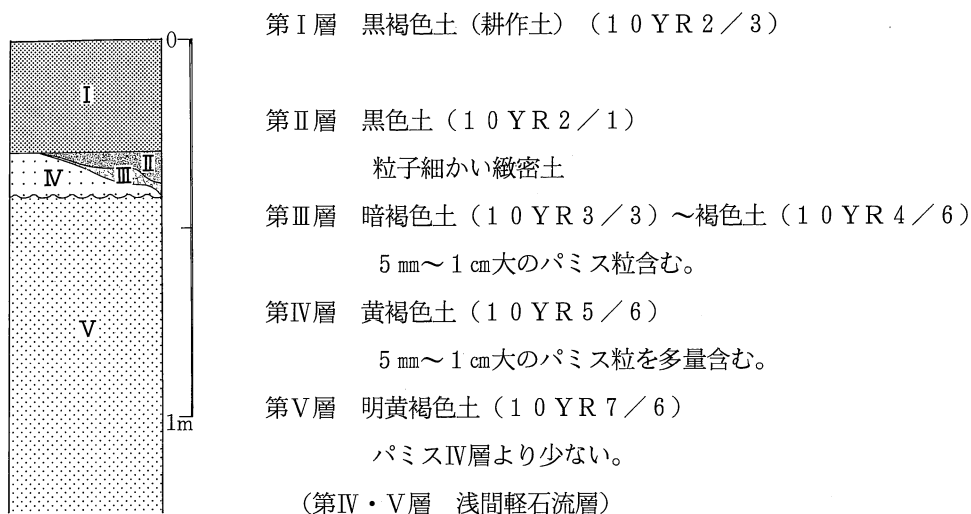 第Ⅰ層 黒褐色土(耕作土)(10YR2/3)
第Ⅱ層 黒色土(10YR2/1)
粒子細かい緻密土
第Ⅲ層 暗褐色土(10YR3/3)〜褐色土(10YR4/6)
5㎜〜1㎝大のパミス粒含む。
第Ⅳ層 黄褐色土(10YR5/6)
5㎜〜1㎝大のパミス粒を多量含む。
第Ⅴ層 明黄褐色土(10YR7/6)
パミスⅣ層より少ない。
(第Ⅳ・Ⅴ層 浅間軽石流層)
0
Ⅰ
Ⅱ
Ⅲ
Ⅳ
Ⅴ
1m